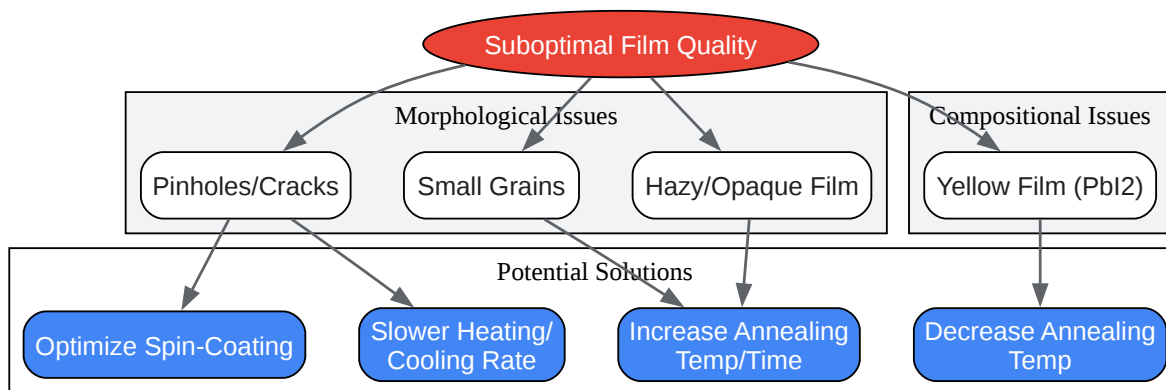 Suboptimal Film Quality
Morphological Issues
Compositional Issues
Pinholes/Cracks
Small Grains
Hazy/Opaque Film
Yellow Film (PbI2)
Potential Solutions
Optimize Spin-Coating
Slower Heating/
Cooling Rate
Increase Annealing
Temp/Time
Decrease Annealing
Temp